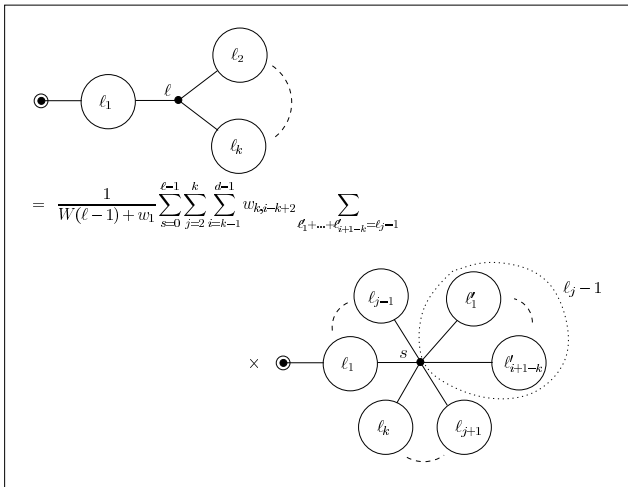 ℓ₂
ℓ₁ ℓ
ℓₖ
ℓ−1 k d−1
= 1/(W(ℓ−1)+w₁) ∑ ∑ ∑ w_{k,i−k+2} ∑
s=0 j=2 i=k−1 ℓ′₁+...+ℓ′_{i+1−k}=ℓⱼ−1
ℓⱼ₋₁ ℓ′₁ ℓⱼ−1
× ℓ₁ s ℓ′_{i+1−k}
ℓₖ ℓⱼ₊₁